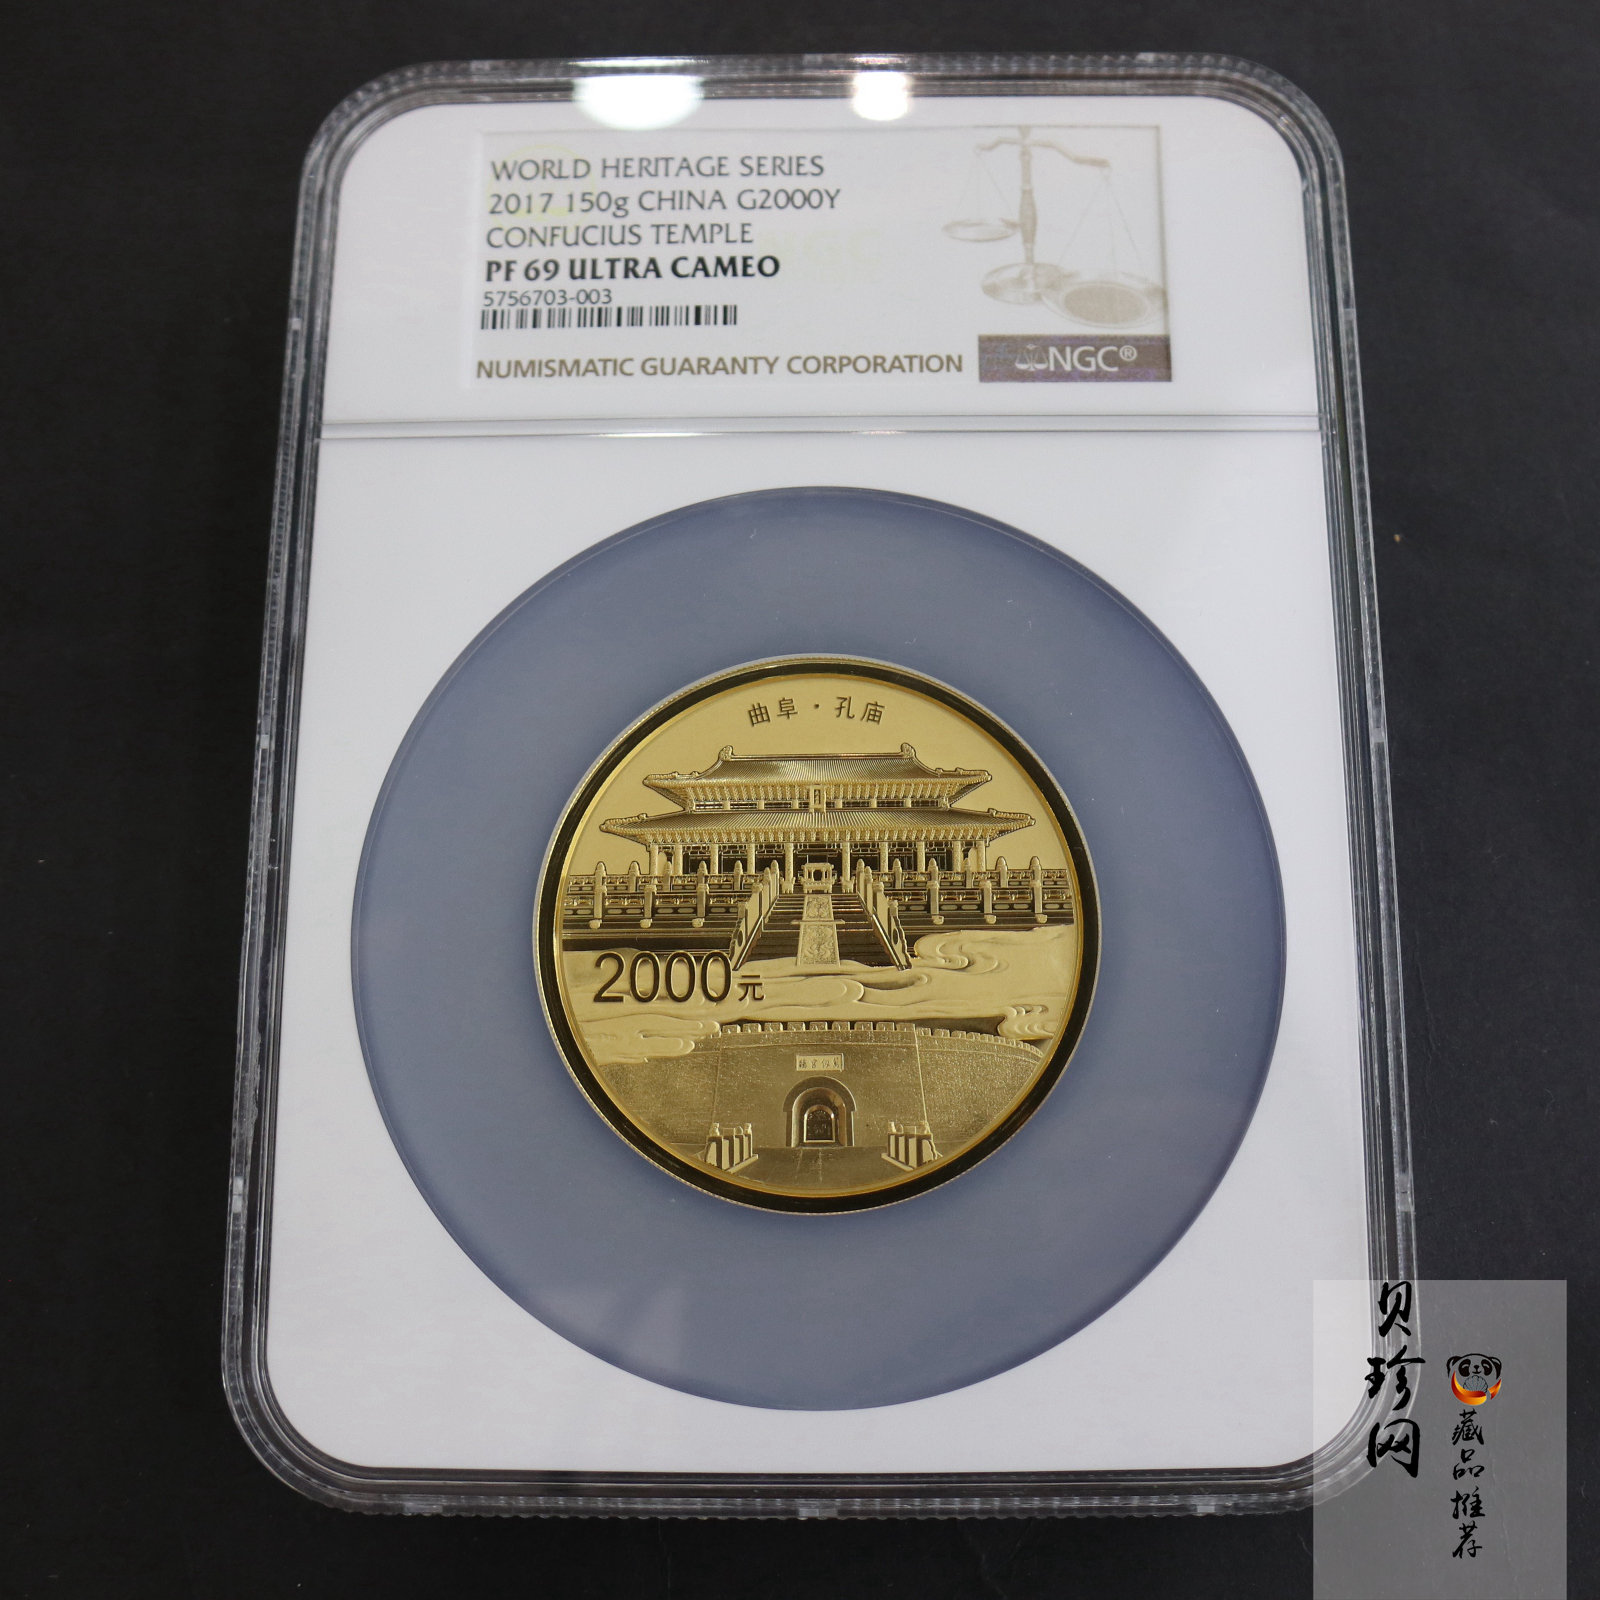 WORLD HERITAGE SERIES
2017 150g CHINA G2000Y
CONFUCIUS TEMPLE
PF 69 ULTRA CAMEO
5756703-003
NUMISMATIC GUARANTY CORPORATION
NGC®
曲阜·孔庙
2000元
贝珍网
藏品推荐